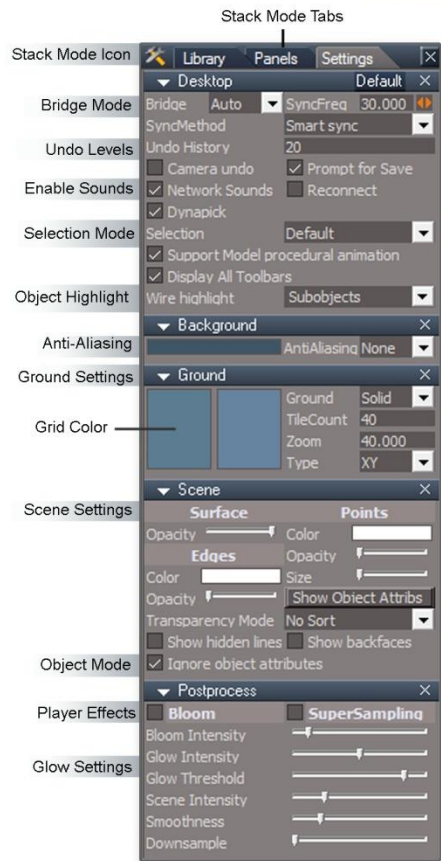 Stack Mode Tabs
Stack Mode Icon
Library Panels Settings
Desktop Default
Bridge Mode
Bridge Auto SyncFreq 30.000
SyncMethod Smart sync
Undo Levels
Undo History 20
Camera undo Prompt for Save
Enable Sounds
Network Sounds Reconnect
Dynapick
Selection Mode
Selection Default
Support Model procedural animation
Display All Toolbars
Object Highlight
Wire highlight Subobjects
Background
Anti-Aliasing
AntiAliasing None
Ground Settings
Ground
Ground Solid
TileCount 40
Grid Color
Zoom 40.000
Type XY
Scene
Scene Settings
Surface Points
Opacity Color
Edges Opacity
Color Size
Opacity Show Object Attribs
Transparency Mode No Sort
Show hidden lines Show backfaces
Object Mode
Ignore object attributes
Postprocess
Player Effects
Bloom SuperSampling
Bloom Intensity
Glow Intensity
Glow Settings
Glow Threshold
Scene Intensity
Smoothness
Downsample